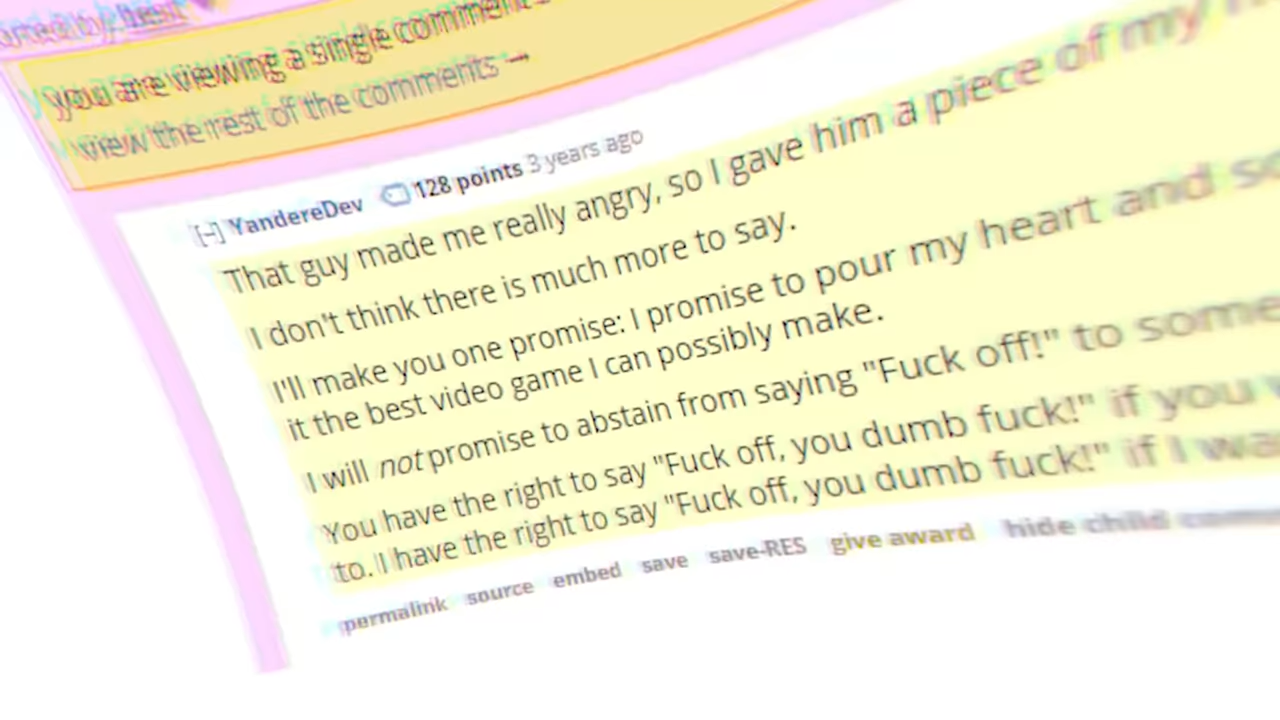 sorted by best
you are viewing a single comment's
view the rest of the comments →
[–] YandereDev 128 points 3 years ago
That guy made me really angry, so I gave him a piece of my
I don't think there is much more to say.
I'll make you one promise: I promise to pour my heart and
it the best video game I can possibly make.
I will not promise to abstain from saying "Fuck off!" to
You have the right to say "Fuck off, you dumb fuck!" if you
to. I have the right to say "Fuck off, you dumb fuck!" if I
permalink source embed save save-RES give award hide child